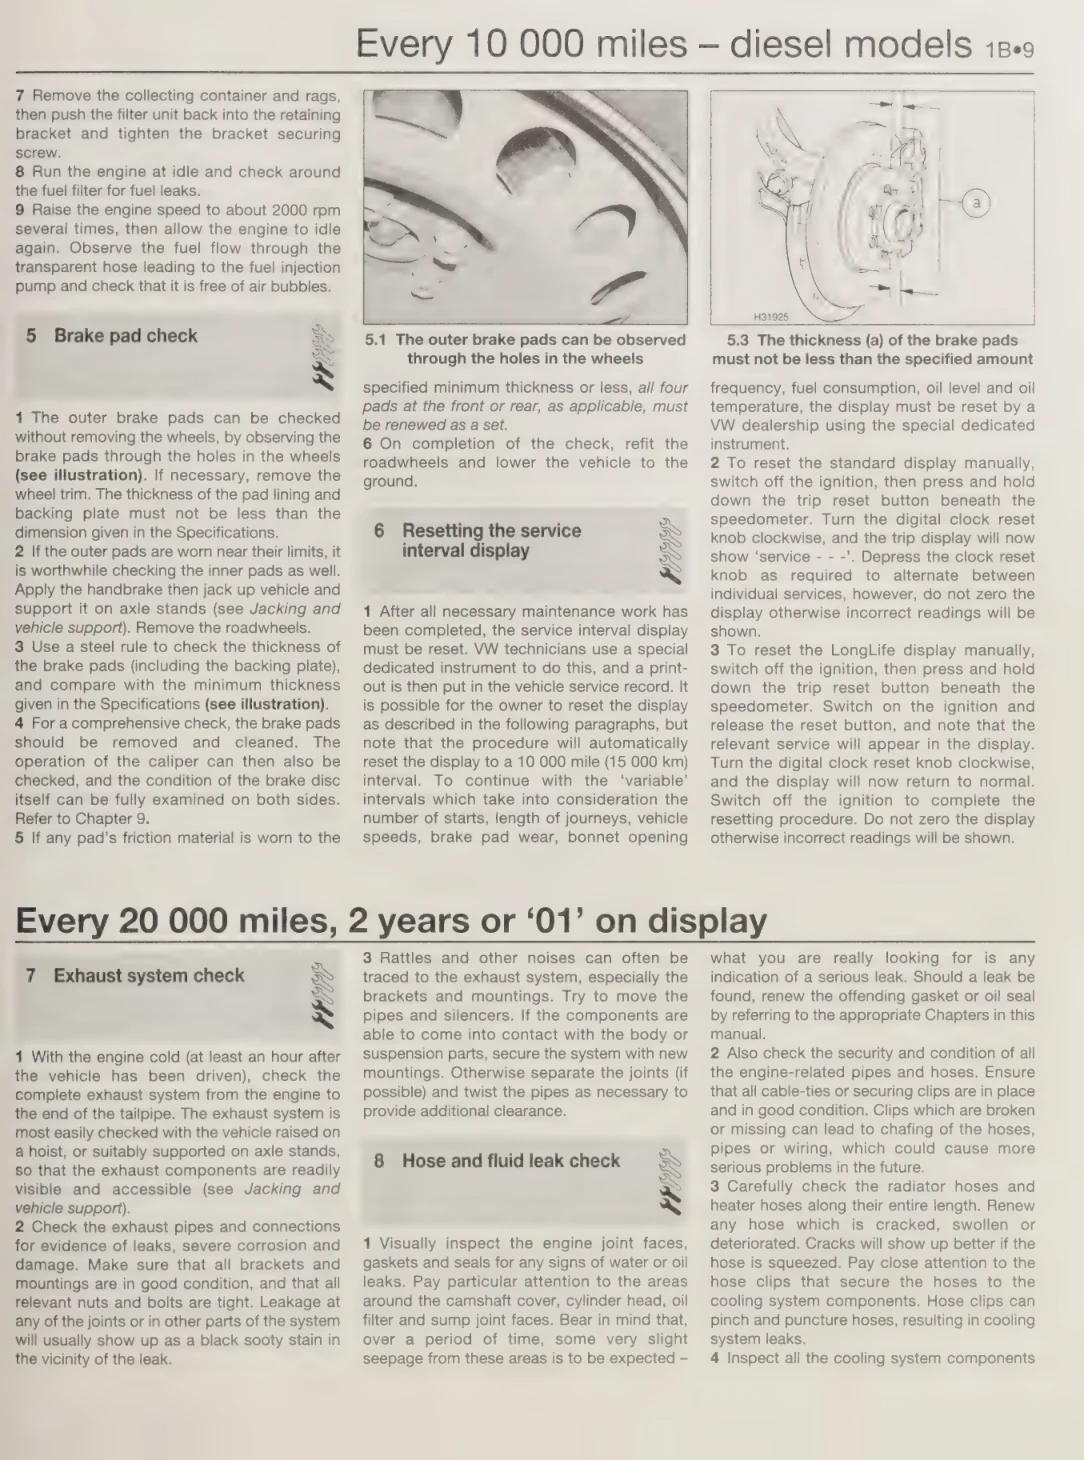 Every 10 000 miles – diesel models 1B•9
7 Remove the collecting container and rags,
then push the filter unit back into the retaining
bracket and tighten the bracket securing
screw.
8 Run the engine at idle and check around
the fuel filter for fuel leaks.
9 Raise the engine speed to about 2000 rpm
several times, then allow the engine to idle
again. Observe the fuel flow through the
transparent hose leading to the fuel injection
pump and check that it is free of air bubbles.
5 Brake pad check
1 The outer brake pads can be checked
without removing the wheels, by observing the
brake pads through the holes in the wheels
(see illustration). If necessary, remove the
wheel trim. The thickness of the pad lining and
backing plate must not be less than the
dimension given in the Specifications.
2 If the outer pads are worn near their limits, it
is worthwhile checking the inner pads as well.
Apply the handbrake then jack up vehicle and
support it on axle stands (see Jacking and
vehicle support). Remove the roadwheels.
3 Use a steel rule to check the thickness of
the brake pads (including the backing plate),
and compare with the minimum thickness
given in the Specifications (see illustration).
4 For a comprehensive check, the brake pads
should be removed and cleaned. The
operation of the caliper can then also be
checked, and the condition of the brake disc
itself can be fully examined on both sides.
Refer to Chapter 9.
5 If any pad's friction material is worn to the
5.1 The outer brake pads can be observed
through the holes in the wheels
specified minimum thickness or less, all four
pads at the front or rear, as applicable, must
be renewed as a set.
6 On completion of the check, refit the
roadwheels and lower the vehicle to the
ground.
6 Resetting the service
interval display
1 After all necessary maintenance work has
been completed, the service interval display
must be reset. VW technicians use a special
dedicated instrument to do this, and a print-
out is then put in the vehicle service record. It
is possible for the owner to reset the display
as described in the following paragraphs, but
note that the procedure will automatically
reset the display to a 10 000 mile (15 000 km)
interval. To continue with the ‘variable’
intervals which take into consideration the
number of starts, length of journeys, vehicle
speeds, brake pad wear, bonnet opening
a
H31925
5.3 The thickness (a) of the brake pads
must not be less than the specified amount
frequency, fuel consumption, oil level and oil
temperature, the display must be reset by a
VW dealership using the special dedicated
instrument.
2 To reset the standard display manually,
switch off the ignition, then press and hold
down the trip reset button beneath the
speedometer. Turn the digital clock reset
knob clockwise, and the trip display will now
show ‘service - - -’. Depress the clock reset
knob as required to alternate between
individual services, however, do not zero the
display otherwise incorrect readings will be
shown.
3 To reset the LongLife display manually,
switch off the ignition, then press and hold
down the trip reset button beneath the
speedometer. Switch on the ignition and
release the reset button, and note that the
relevant service will appear in the display.
Turn the digital clock reset knob clockwise,
and the display will now return to normal.
Switch off the ignition to complete the
resetting procedure. Do not zero the display
otherwise incorrect readings will be shown.
Every 20 000 miles, 2 years or ‘01’ on display
7 Exhaust system check
1 With the engine cold (at least an hour after
the vehicle has been driven), check the
complete exhaust system from the engine to
the end of the tailpipe. The exhaust system is
most easily checked with the vehicle raised on
a hoist, or suitably supported on axle stands,
so that the exhaust components are readily
visible and accessible (see Jacking and
vehicle support).
2 Check the exhaust pipes and connections
for evidence of leaks, severe corrosion and
damage. Make sure that all brackets and
mountings are in good condition, and that all
relevant nuts and bolts are tight. Leakage at
any of the joints or in other parts of the system
will usually show up as a black sooty stain in
the vicinity of the leak.
3 Rattles and other noises can often be
traced to the exhaust system, especially the
brackets and mountings. Try to move the
pipes and silencers. If the components are
able to come into contact with the body or
suspension parts, secure the system with new
mountings. Otherwise separate the joints (if
possible) and twist the pipes as necessary to
provide additional clearance.
8 Hose and fluid leak check
1 Visually inspect the engine joint faces,
gaskets and seals for any signs of water or oil
leaks. Pay particular attention to the areas
around the camshaft cover, cylinder head, oil
filter and sump joint faces. Bear in mind that,
over a period of time, some very slight
seepage from these areas is to be expected –
what you are really looking for is any
indication of a serious leak. Should a leak be
found, renew the offending gasket or oil seal
by referring to the appropriate Chapters in this
manual.
2 Also check the security and condition of all
the engine-related pipes and hoses. Ensure
that all cable-ties or securing clips are in place
and in good condition. Clips which are broken
or missing can lead to chafing of the hoses,
pipes or wiring, which could cause more
serious problems in the future.
3 Carefully check the radiator hoses and
heater hoses along their entire length. Renew
any hose which is cracked, swollen or
deteriorated. Cracks will show up better if the
hose is squeezed. Pay close attention to the
hose clips that secure the hoses to the
cooling system components. Hose clips can
pinch and puncture hoses, resulting in cooling
system leaks.
4 Inspect all the cooling system components